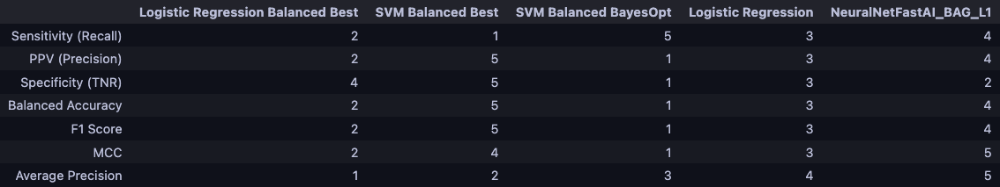 Logistic Regression Balanced Best SVM Balanced Best SVM Balanced BayesOpt Logistic Regression NeuralNetFastAI_BAG_L1
Sensitivity (Recall) 2 1 5 3 4
PPV (Precision) 2 5 1 3 4
Specificity (TNR) 4 5 1 3 2
Balanced Accuracy 2 5 1 3 4
F1 Score 2 5 1 3 4
MCC 2 4 1 3 5
Average Precision 1 2 3 4 5